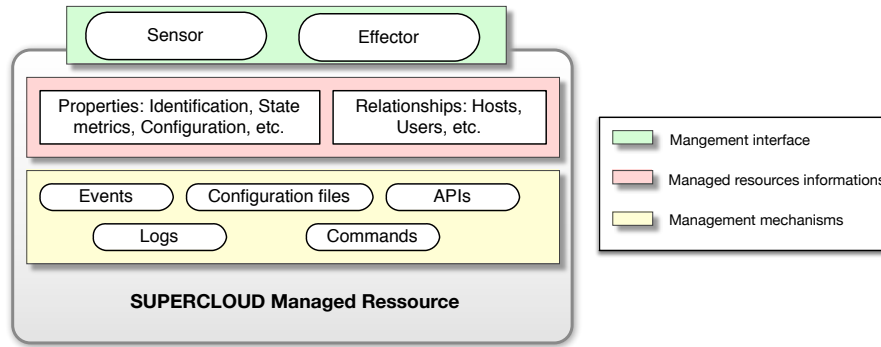 Sensor
Effector
Properties: Identification, State
metrics, Configuration, etc.
Relationships: Hosts,
Users, etc.
Events
Configuration files
APIs
Logs
Commands
SUPERCLOUD Managed Ressource
Mangement interface
Managed resources informations
Management mechanisms